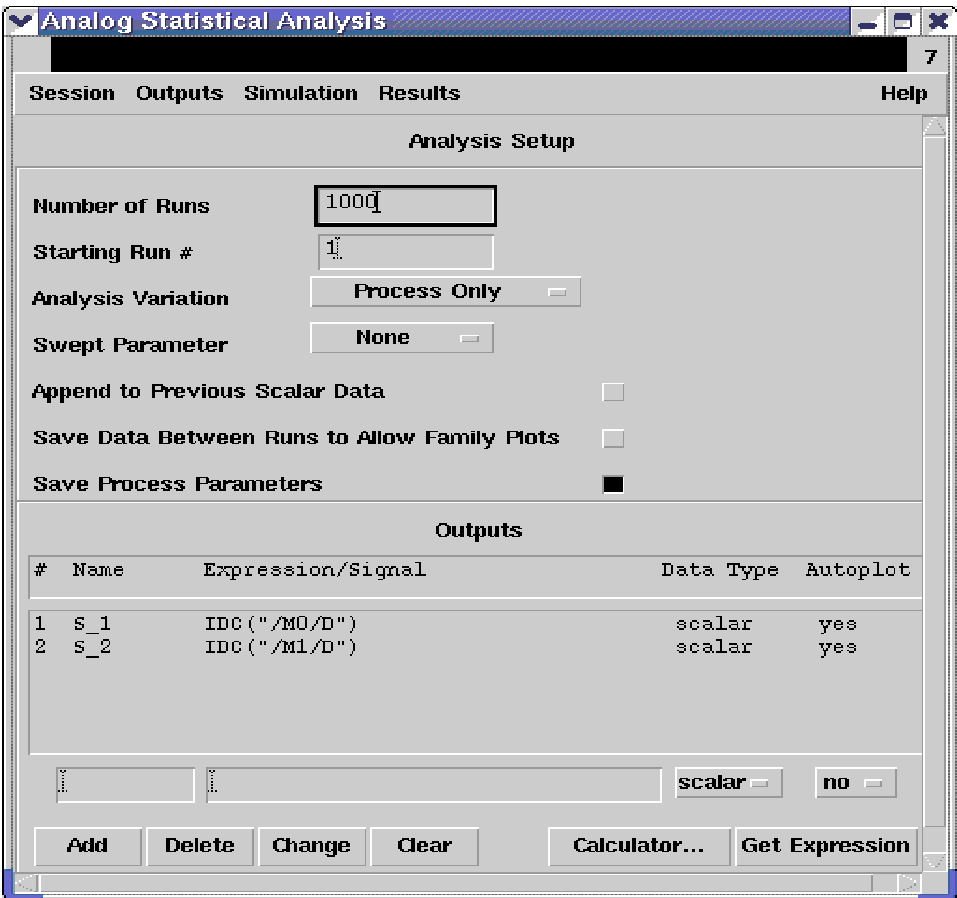 Analog Statistical Analysis
7
Session Outputs Simulation Results Help
Analysis Setup
Number of Runs 1000
Starting Run # 1
Analysis Variation Process Only
Swept Parameter None
Append to Previous Scalar Data
Save Data Between Runs to Allow Family Plots
Save Process Parameters
Outputs
# Name Expression/Signal Data Type Autoplot
1 S_1 IDC("/M0/D") scalar yes
2 S_2 IDC("/M1/D") scalar yes
scalar no
Add Delete Change Clear Calculator... Get Expression